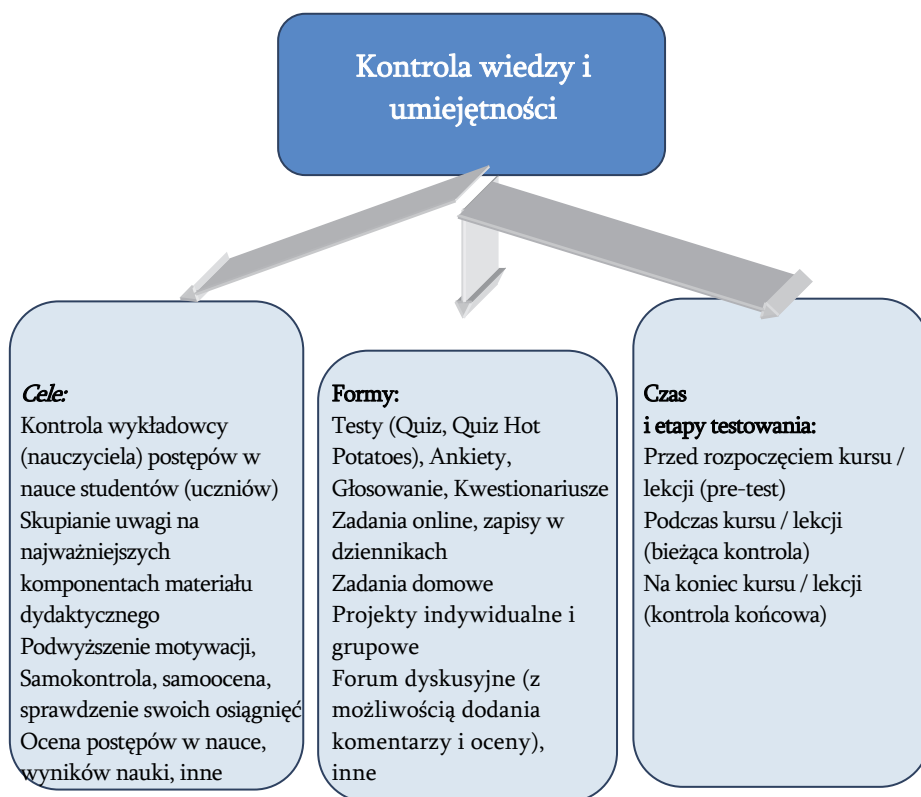 Kontrola wiedzy i
umiejętności
Cele:
Kontrola wykładowcy
(nauczyciela) postępów w
nauce studentów (uczniów)
Skupianie uwagi na
najważniejszych
komponentach materiału
dydaktycznego
Podwyższenie motywacji,
Samokontrola, samoocena,
sprawdzenie swoich osiągnięć
Ocena postępów w nauce,
wyników nauki, inne
Formy:
Testy (Quiz, Quiz Hot
Potatoes), Ankiety,
Głosowanie, Kwestionariusze
Zadania online, zapisy w
dziennikach
Zadania domowe
Projekty indywidualne i
grupowe
Forum dyskusyjne (z
możliwością dodania
komentarzy i oceny),
inne
Czas
i etapy testowania:
Przed rozpoczęciem kursu /
lekcji (pre-test)
Podczas kursu / lekcji
(bieżąca kontrola)
Na koniec kursu / lekcji
(kontrola końcowa)